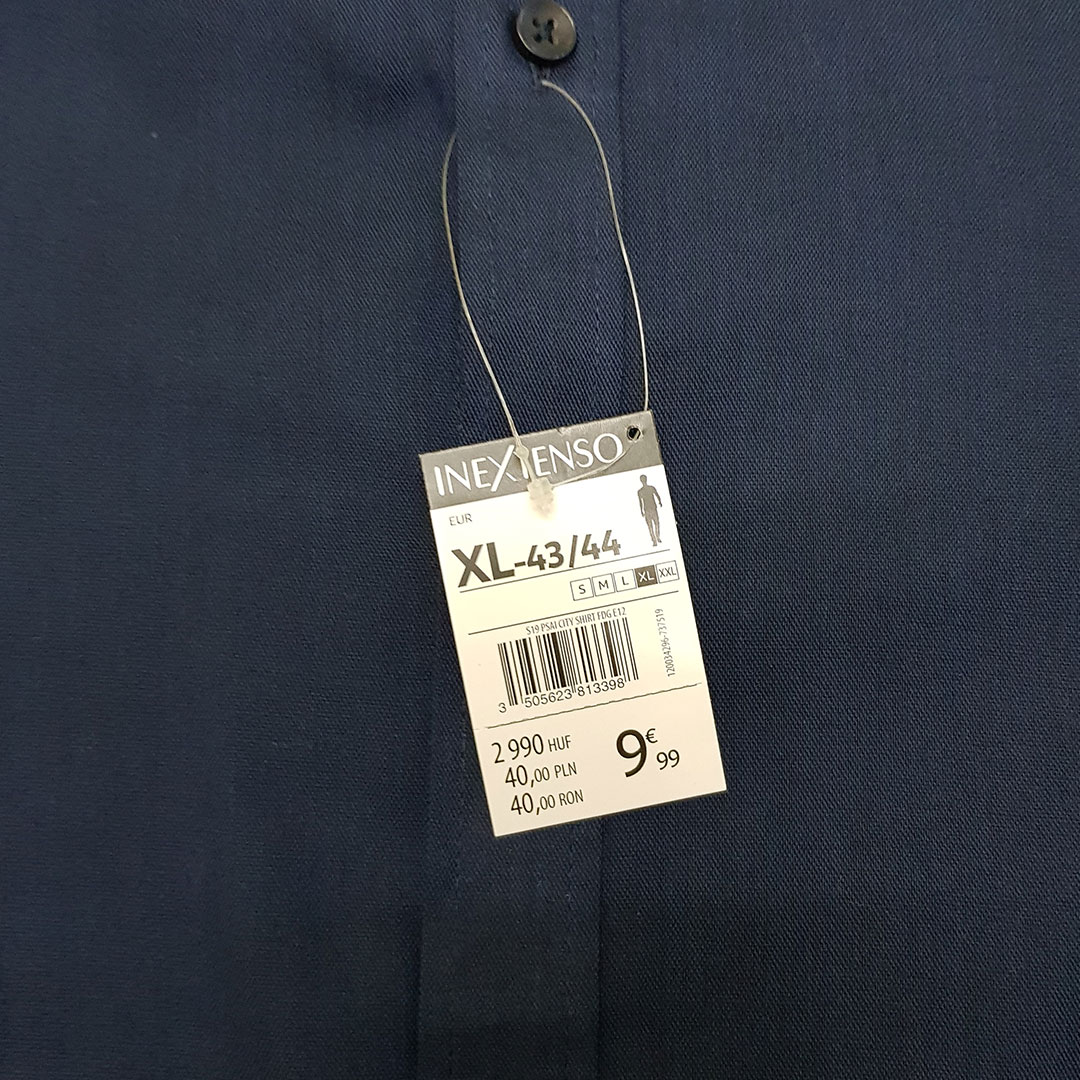 INEXTENSO
EUR
XL-43/44
S M L XL XXL
S19 PSAI CITY SHIRT FDG E12
120034296-737519
3 505623 813398
2 990 HUF
9€99
40,00 PLN
40,00 RON